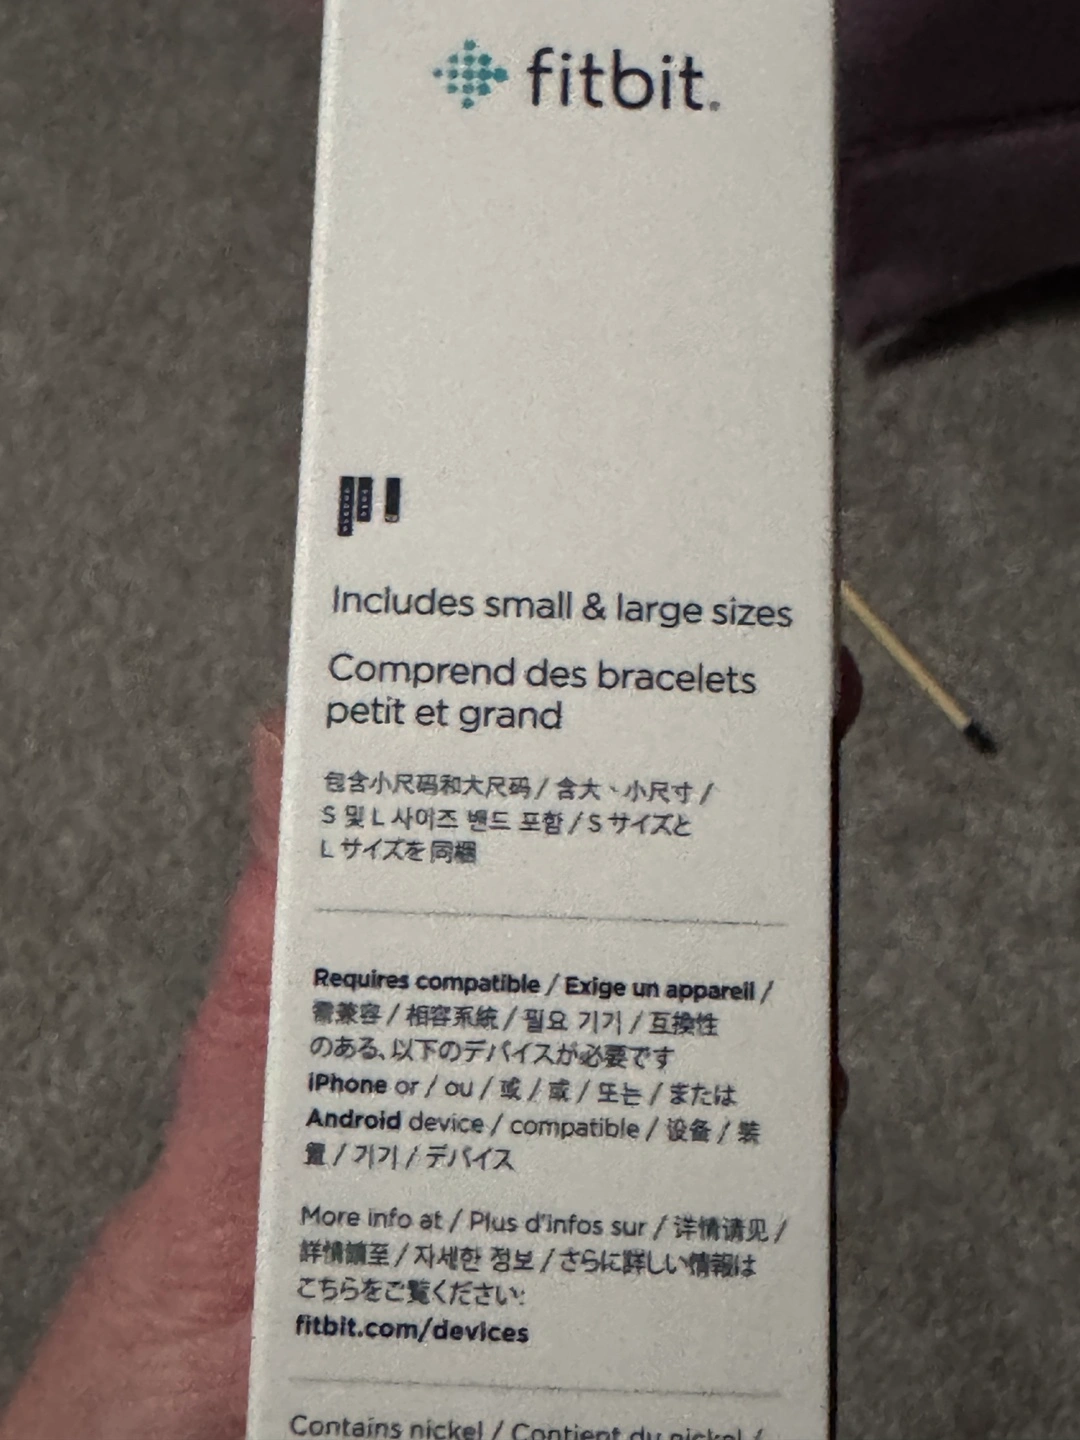 fitbit.
Includes small & large sizes
Comprend des bracelets
petit et grand
包含小尺码和大尺码 / 含大、小尺寸 /
S 및 L 사이즈 밴드 포함 / S サイズと
L サイズを 同梱
Requires compatible / Exige un appareil /
需兼容 / 相容系統 / 필요 기기 / 互換性
のある、以下のデバイスが必要です
iPhone or / ou / 或 / 或 / 또는 / または
Android device / compatible / 设备 / 裝
置 / 기기 / デバイス
More info at / Plus d'infos sur / 详情请见 /
詳情請至 / 자세한 정보 / さらに詳しい情報は
こちらをご覧ください:
fitbit.com/devices
Contains nickel / Contient du nickel /